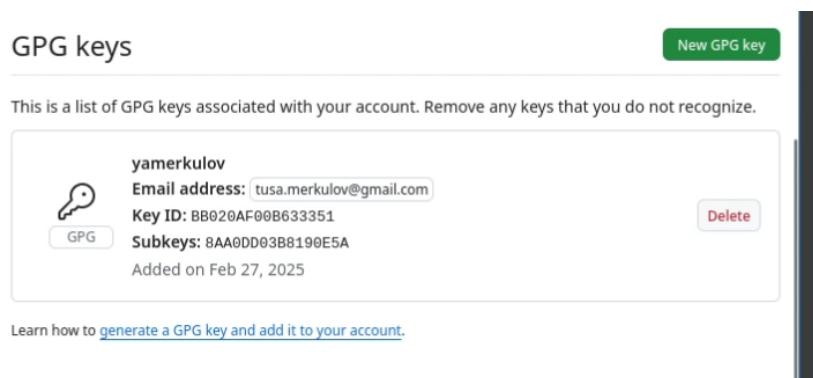 GPG keys
New GPG key
This is a list of GPG keys associated with your account. Remove any keys that you do not recognize.
yamerkulov
Email address: tusa.merkulov@gmail.com
Key ID: BB020AF00B633351
GPG
Subkeys: 8AA0DD03B8190E5A
Delete
Added on Feb 27, 2025
Learn how to generate a GPG key and add it to your account.